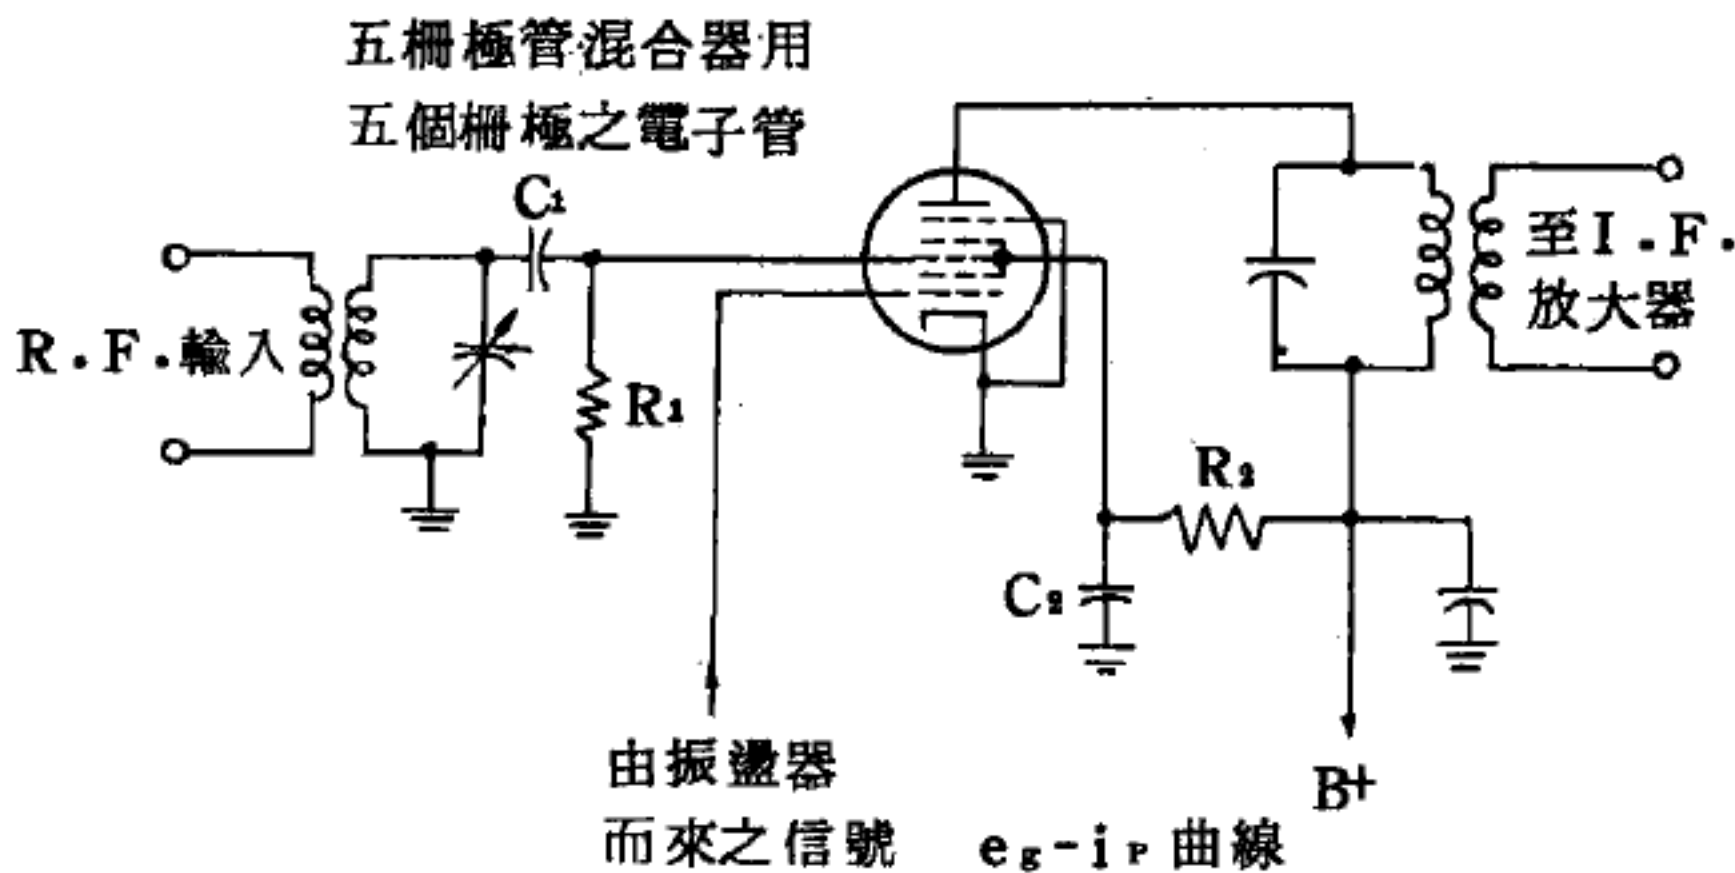 五柵極管混合器用
五個柵極之電子管
C₁
R.F.輸入
R₁
至I.F.
放大器
R₂
C₂
由振盪器
而來之信號
B+
eg-iP曲線